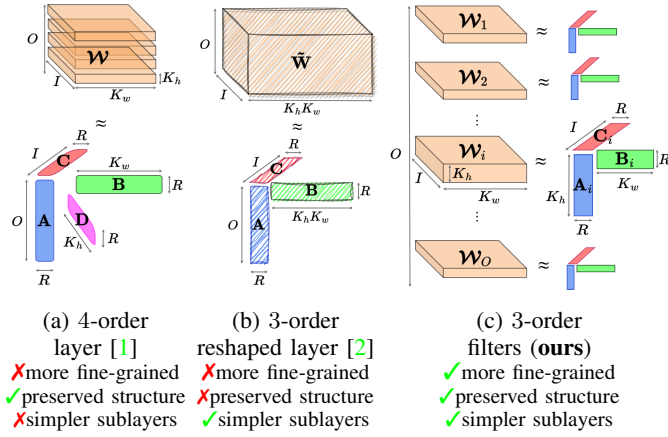 O
𝓦
K_h
I
K_w
≈
I
R
C
K_w
B
R
O
A
D
K_h
R
R
(a) 4-order
layer [1]
✗more fine-grained
✓preserved structure
✗simpler sublayers
O
W̃
I
K_hK_w
≈
I
R
C
B
R
K_hK_w
O
A
R
(b) 3-order
reshaped layer [2]
✗more fine-grained
✗preserved structure
✓simpler sublayers
𝓦_1
≈
𝓦_2
≈
⋮
O
𝓦_i
≈
K_h
I
K_w
I
R
C_i
B_i
R
K_w
A_i
K_h
R
⋮
𝓦_O
≈
(c) 3-order
filters (ours)
✓more fine-grained
✓preserved structure
✓simpler sublayers